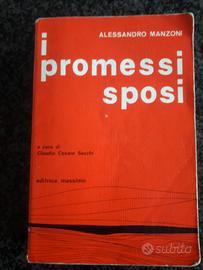 ALESSANDRO MANZONI
i
promessi
sposi
a cura di
Claudio Cesare Secchi
editrice massimo
subito